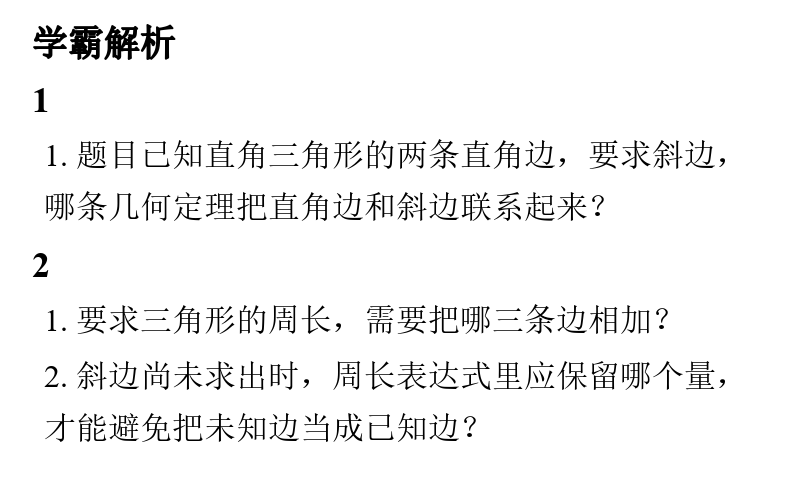 学霸解析
1
1. 题目已知直角三角形的两条直角边，要求斜边，
哪条几何定理把直角边和斜边联系起来？
2
1. 要求三角形的周长，需要把哪三条边相加？
2. 斜边尚未求出时，周长表达式里应保留哪个量，
才能避免把未知边当成已知边？